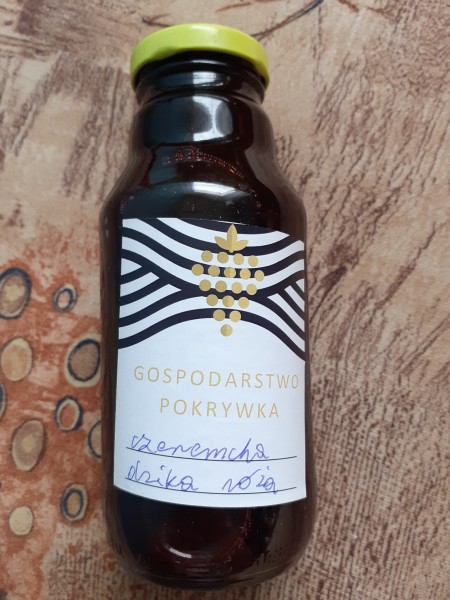 GOSPODARSTWO
POKRYWKA
czeremcha
dzika róża